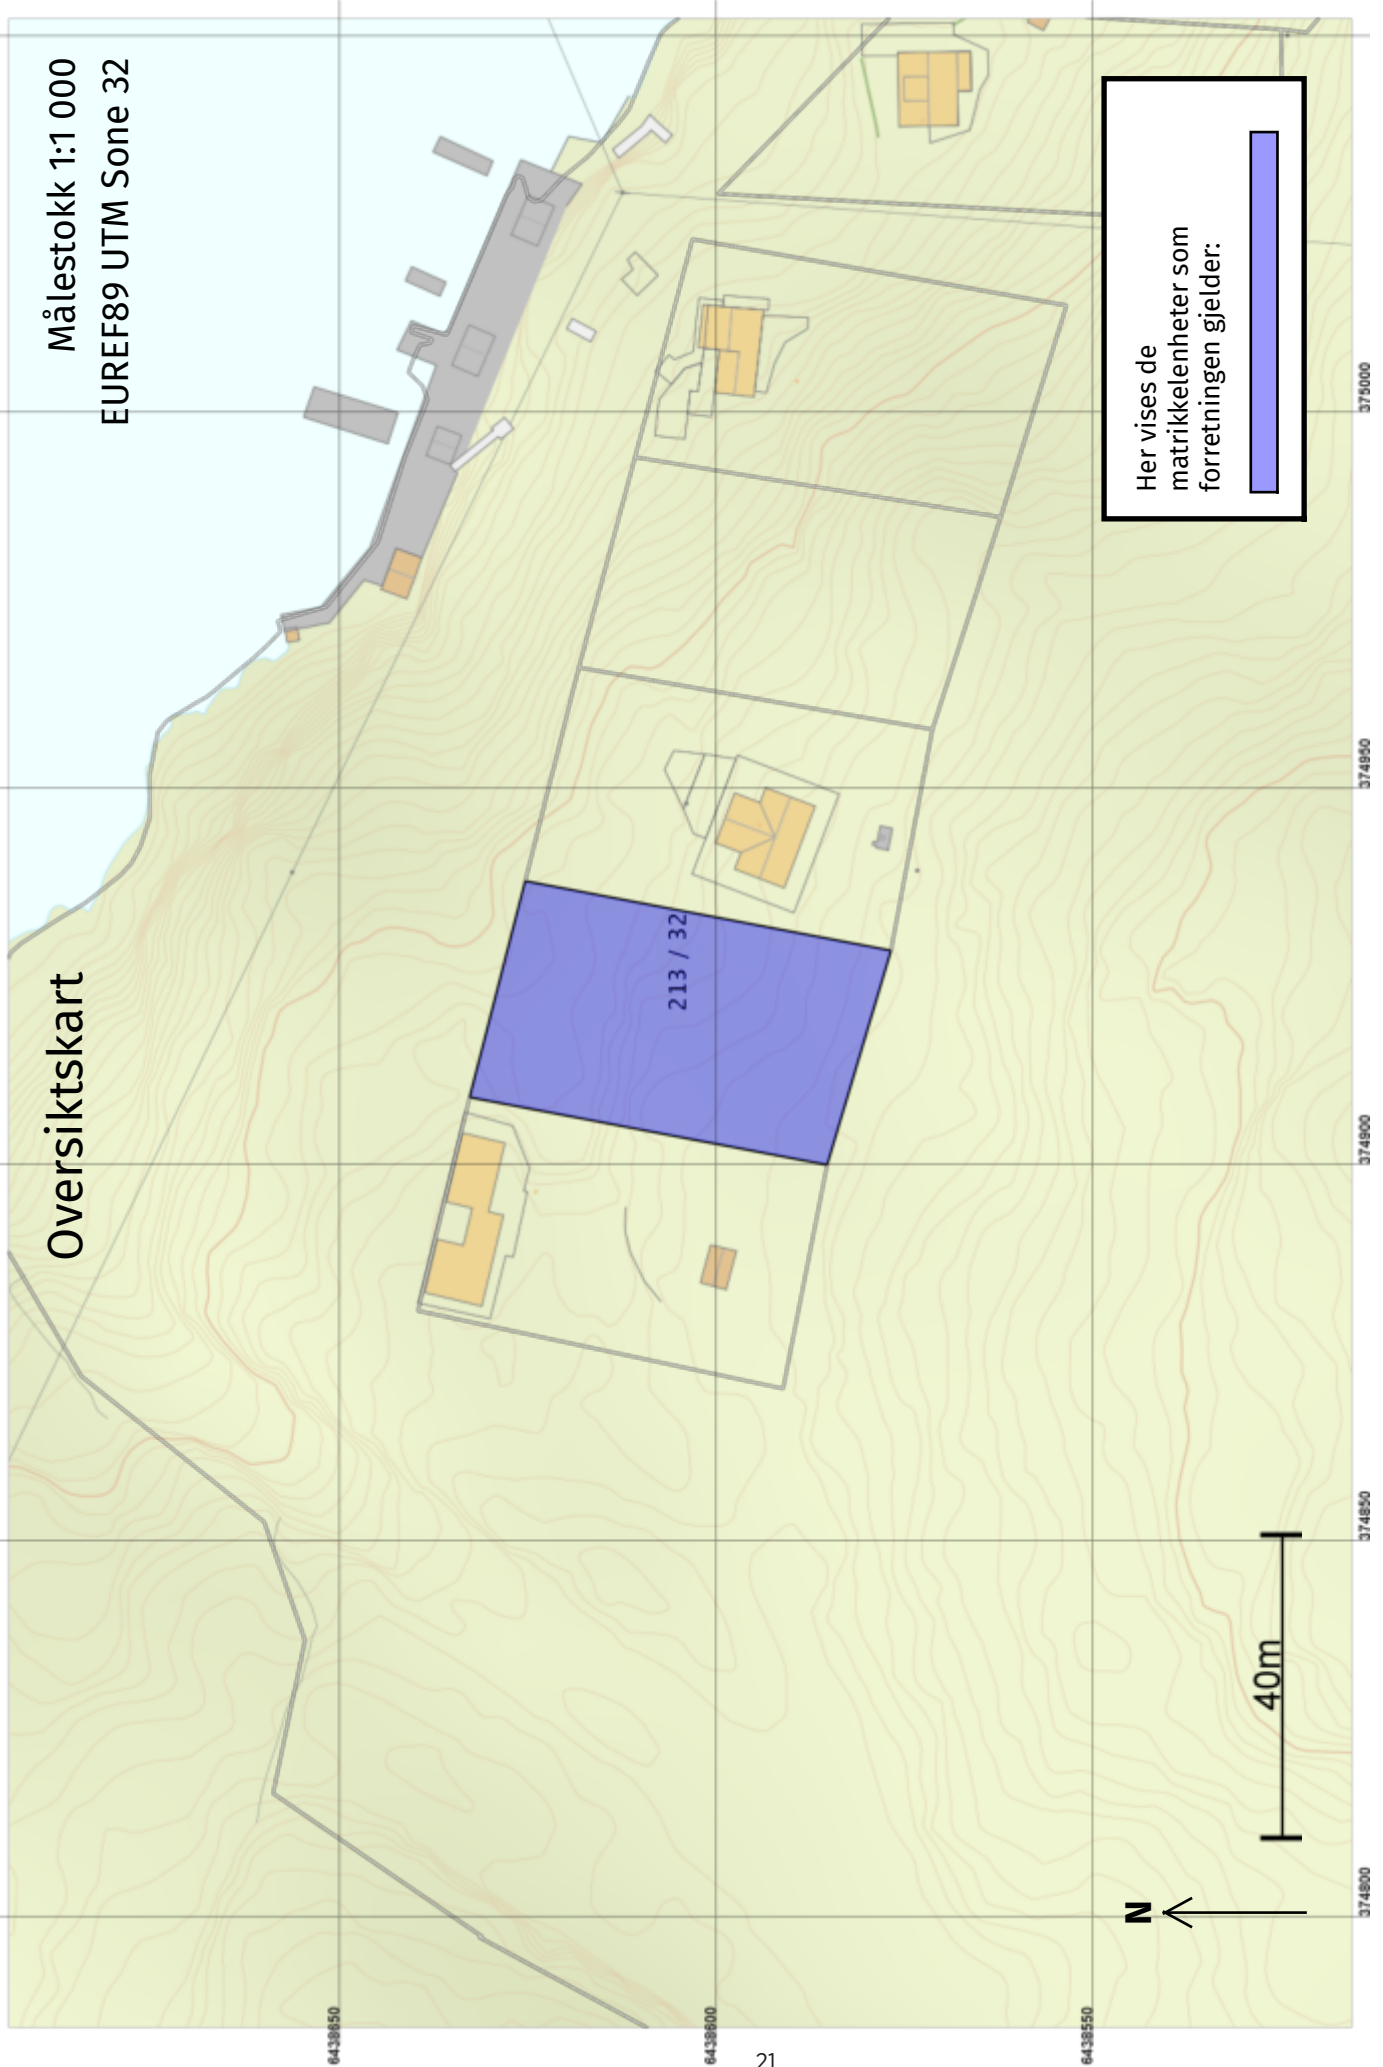 Oversiktskart
Målestokk 1:1 000
EUREF89 UTM Sone 32
213 / 32
Her vises de
matrikkelenheter som
forretningen gjelder:
N
40m
6438650
6438600
6438550
374800
374850
374900
374950
375000
21